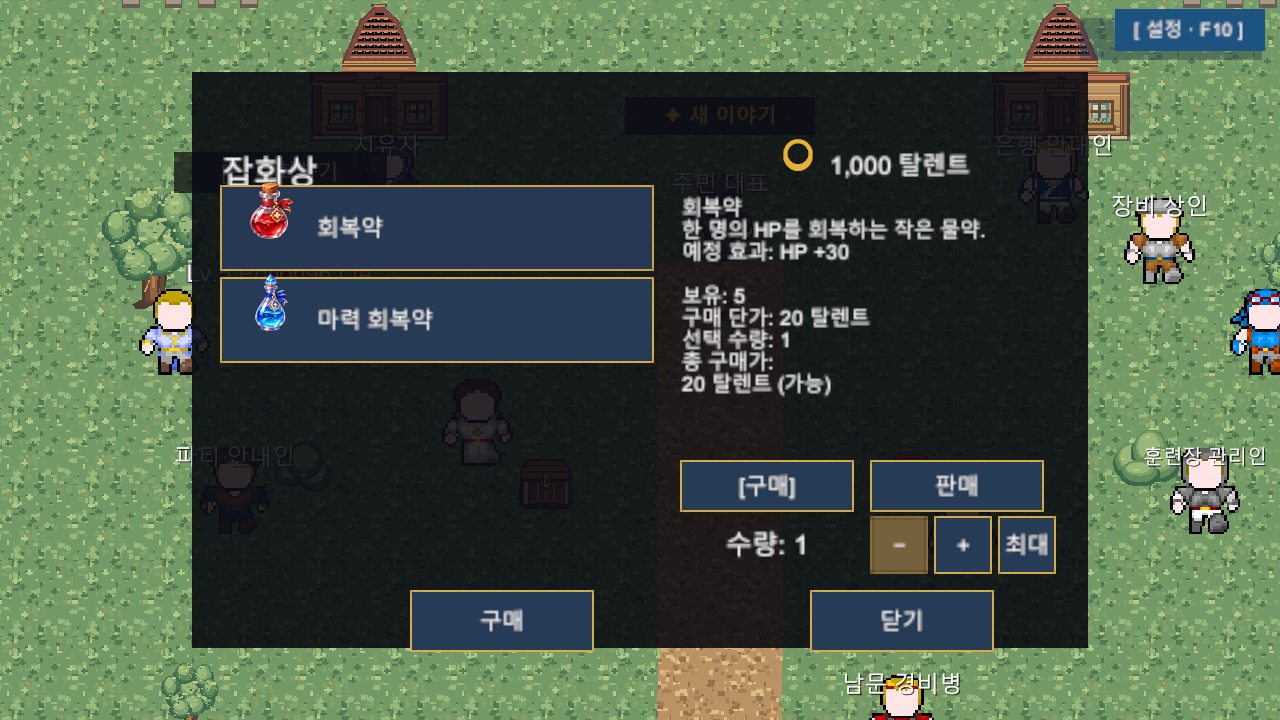 [ 설정 · F10 ]
✦ 새 이야기
치유자
은행 안내인
잡화상
1,000 탈렌트
주민 대표
장비 상인
회복약
마력 회복약
회복약
한 명의 HP를 회복하는 작은 물약.
예정 효과: HP +30
보유: 5
구매 단가: 20 탈렌트
선택 수량: 1
총 구매가:
20 탈렌트 (가능)
파티 안내인
훈련장 관리인
[구매]
판매
수량: 1
-
+
최대
구매
닫기
남문 경비병